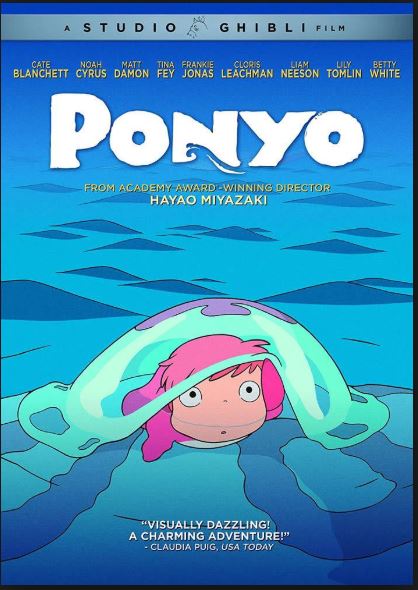 A STUDIO GHIBLI FILM
CATE NOAH MATT TINA FRANKIE CLORIS LIAM LILY BETTY
BLANCHETT CYRUS DAMON FEY JONAS LEACHMAN NEESON TOMLIN WHITE
PONYO
FROM ACADEMY AWARD®-WINNING DIRECTOR
HAYAO MIYAZAKI
“VISUALLY DAZZLING!
A CHARMING ADVENTURE!”
- CLAUDIA PUIG, USA TODAY